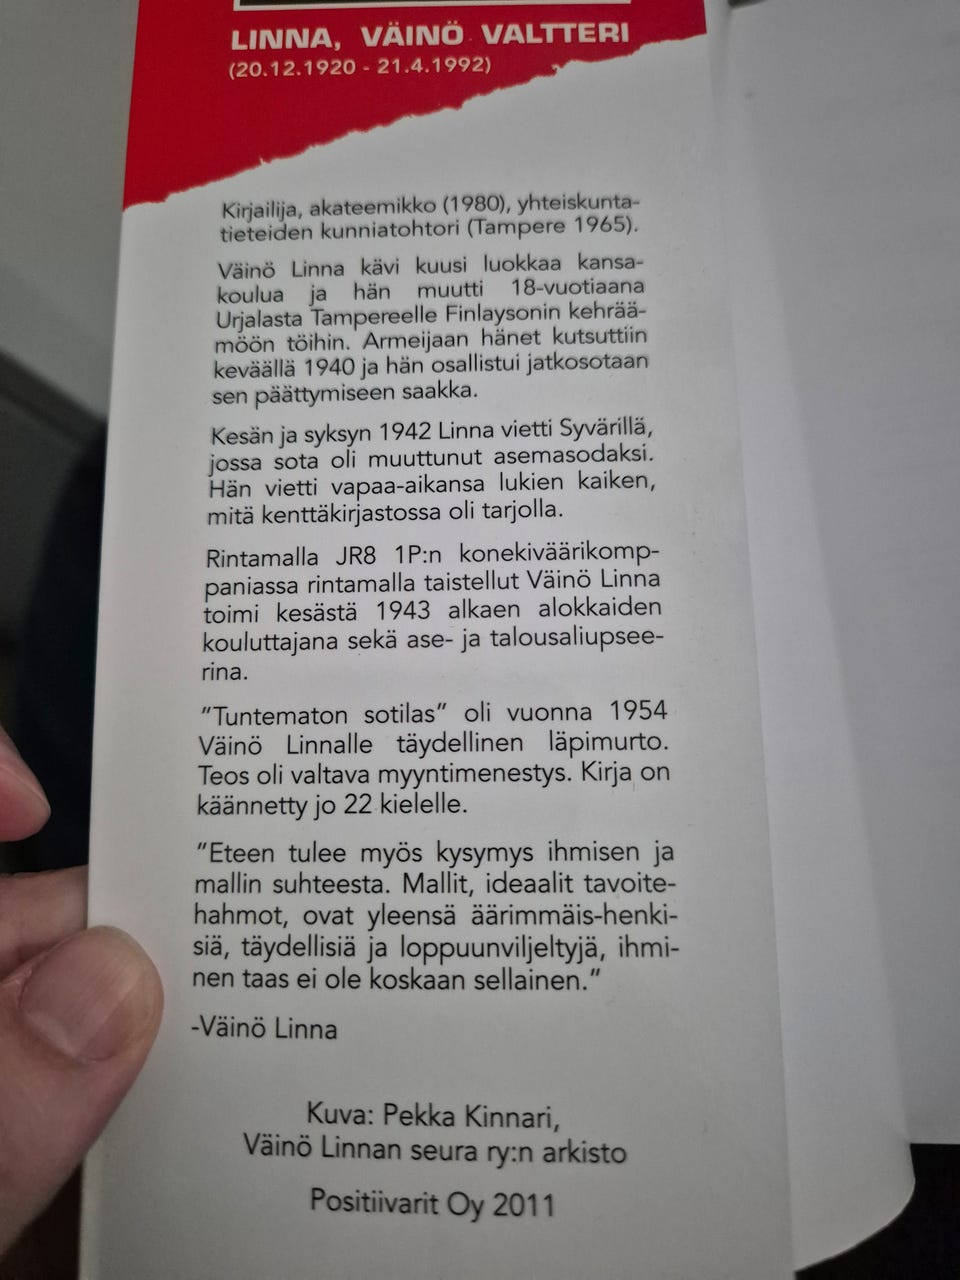 LINNA, VÄINÖ VALTTERI
(20.12.1920 - 21.4.1992)
Kirjailija, akateemikko (1980), yhteiskunta-
tieteiden kunniatohtori (Tampere 1965).
Väinö Linna kävi kuusi luokkaa kansa-
koulua ja hän muutti 18-vuotiaana
Urjalasta Tampereelle Finlaysonin kehrää-
möön töihin. Armeijaan hänet kutsuttiin
keväällä 1940 ja hän osallistui jatkosotaan
sen päättymiseen saakka.
Kesän ja syksyn 1942 Linna vietti Syvärillä,
jossa sota oli muuttunut asemasodaksi.
Hän vietti vapaa-aikansa lukien kaiken,
mitä kenttäkirjastossa oli tarjolla.
Rintamalla JR8 1P:n konekiväärikomp-
paniassa rintamalla taistellut Väinö Linna
toimi kesästä 1943 alkaen alokkaiden
kouluttajana sekä ase- ja talousaliupsee-
rina.
"Tuntematon sotilas" oli vuonna 1954
Väinö Linnalle täydellinen läpimurto.
Teos oli valtava myyntimenestys. Kirja on
käännetty jo 22 kielelle.
"Eteen tulee myös kysymys ihmisen ja
mallin suhteesta. Mallit, ideaalit tavoite-
hahmot, ovat yleensä äärimmäis-henki-
siä, täydellisiä ja loppuunviljeltyjä, ihmi-
nen taas ei ole koskaan sellainen."
-Väinö Linna
Kuva: Pekka Kinnari,
Väinö Linnan seura ry:n arkisto
Positiivarit Oy 2011